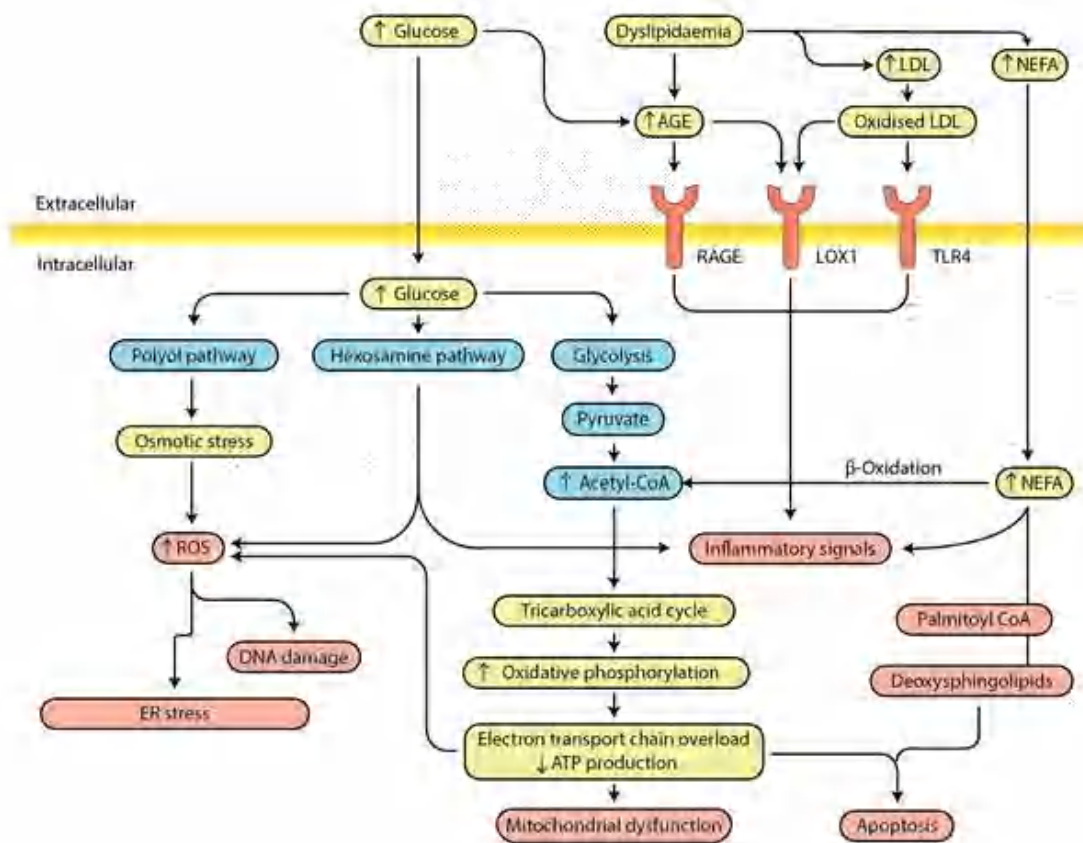 ↑ Glucose
Dyslipidaemia
↑ LDL
↑ NEFA
↑ AGE
Oxidised LDL
Extracellular
Intracellular
RAGE
LOX1
TLR4
↑ Glucose
Polyol pathway
Hexosamine pathway
Glycolysis
Pyruvate
Osmotic stress
↑ Acetyl-CoA
β-Oxidation
↑ NEFA
↑ ROS
Inflammatory signals
Tricarboxylic acid cycle
Palmitoyl CoA
DNA damage
↑ Oxidative phosphorylation
Deoxysphingolipids
ER stress
Electron transport chain overload
↓ ATP production
Mitochondrial dysfunction
Apoptosis